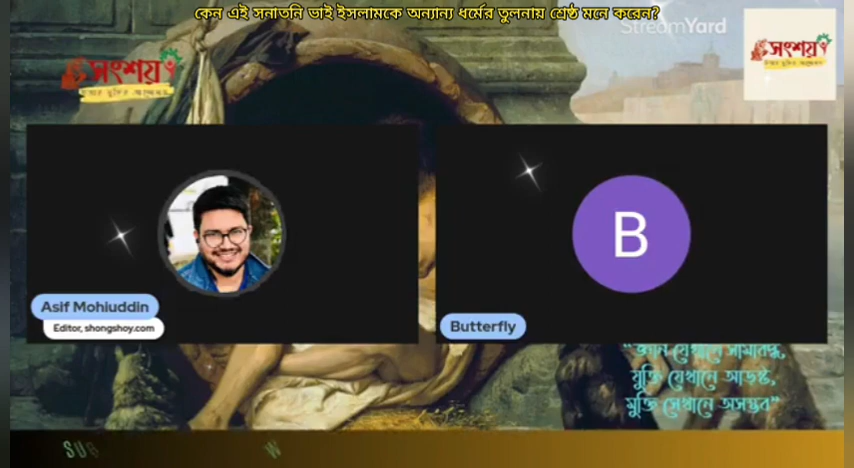 কেন এই সনাতনি ভাই ইসলামকে অন্যান্য ধর্মের তুলনায় শ্রেষ্ঠ মনে করেন?
StreamYard
সংশয়
সংশয়
B
Asif Mohiuddin
Editor, shongshoy.com
Butterfly
“জ্ঞান যেখানে সীমাবদ্ধ,
যুক্তি যেখানে আড়ষ্ট,
মুক্তি সেখানে অসম্ভব”
SUB
W